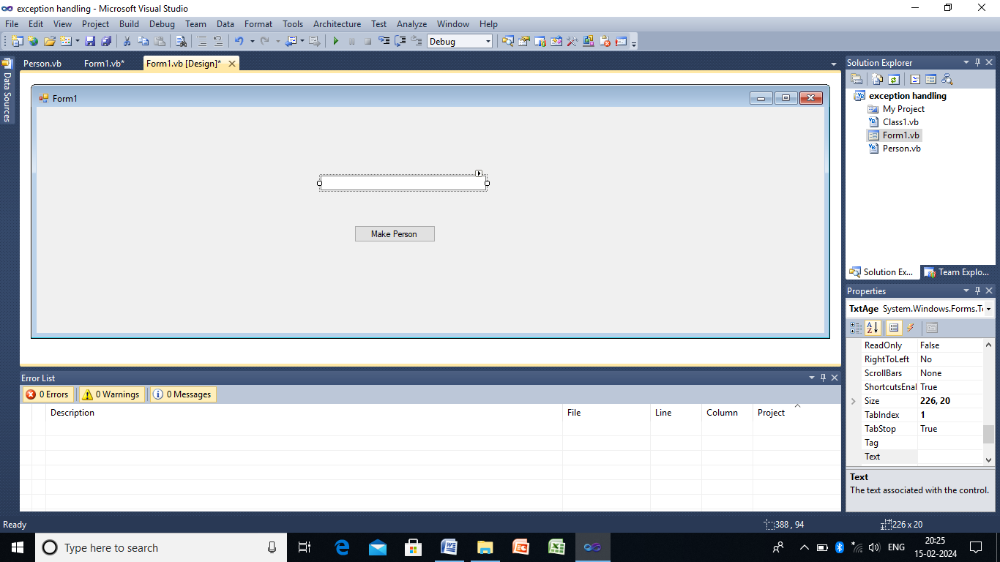 exception handling - Microsoft Visual Studio
File Edit View Project Build Debug Team Data Format Tools Architecture Test Analyze Window Help
Debug
Data Sources
Person.vb Form1.vb* Form1.vb [Design]*
Form1
Make Person
Solution Explorer
exception handling
My Project
Class1.vb
Form1.vb
Person.vb
Solution Ex... Team Explo...
Properties
TxtAge System.Windows.Forms.T
ReadOnly False
RightToLeft No
ScrollBars None
ShortcutsEnal True
Size 226, 20
TabIndex 1
TabStop True
Tag
Text
Text
The text associated with the control.
Error List
0 Errors 0 Warnings 0 Messages
Description File Line Column Project
Ready 388 , 94 226 x 20
Type here to search
ENG
20:25
15-02-2024